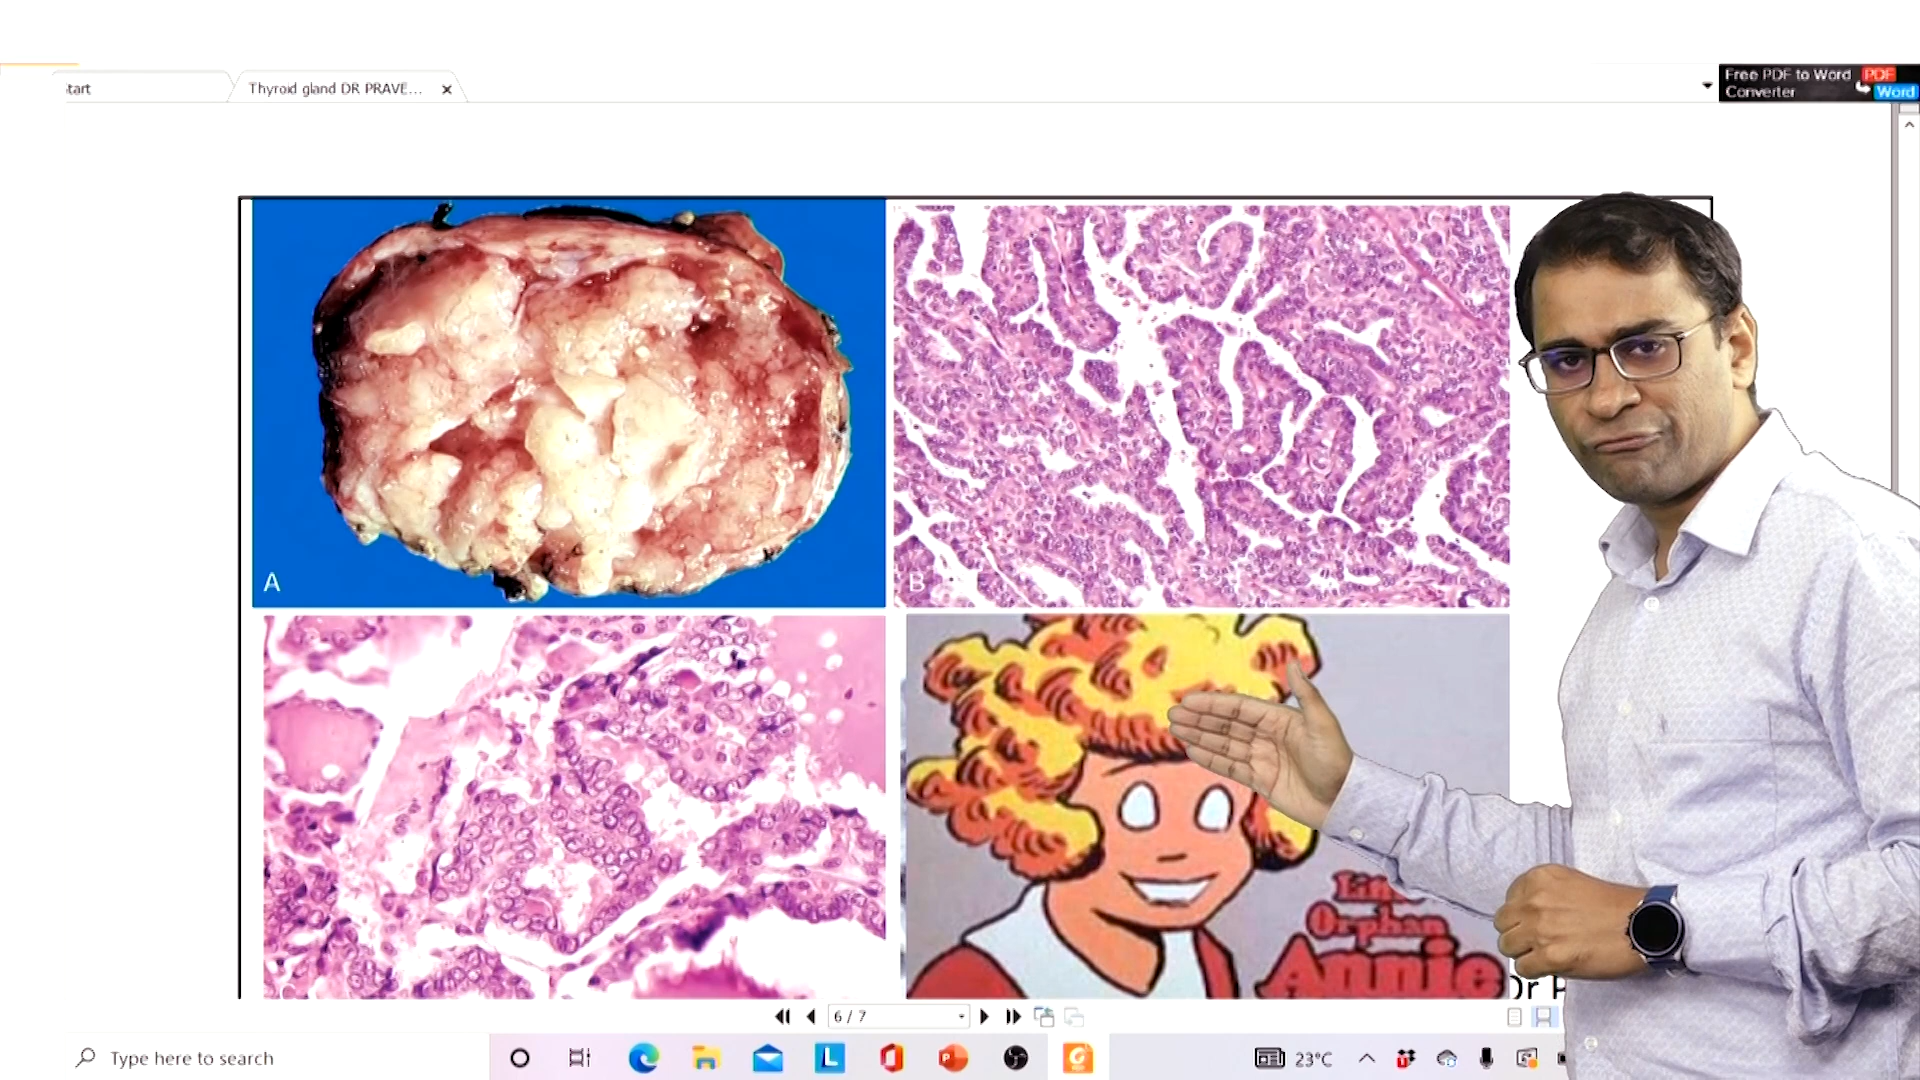 tart
Thyroid gland DR PRAVE...
Free PDF to Word PDF
Converter Word
A
B
Little
Orphan
Annie
Dr P
6 / 7
Type here to search
23°C